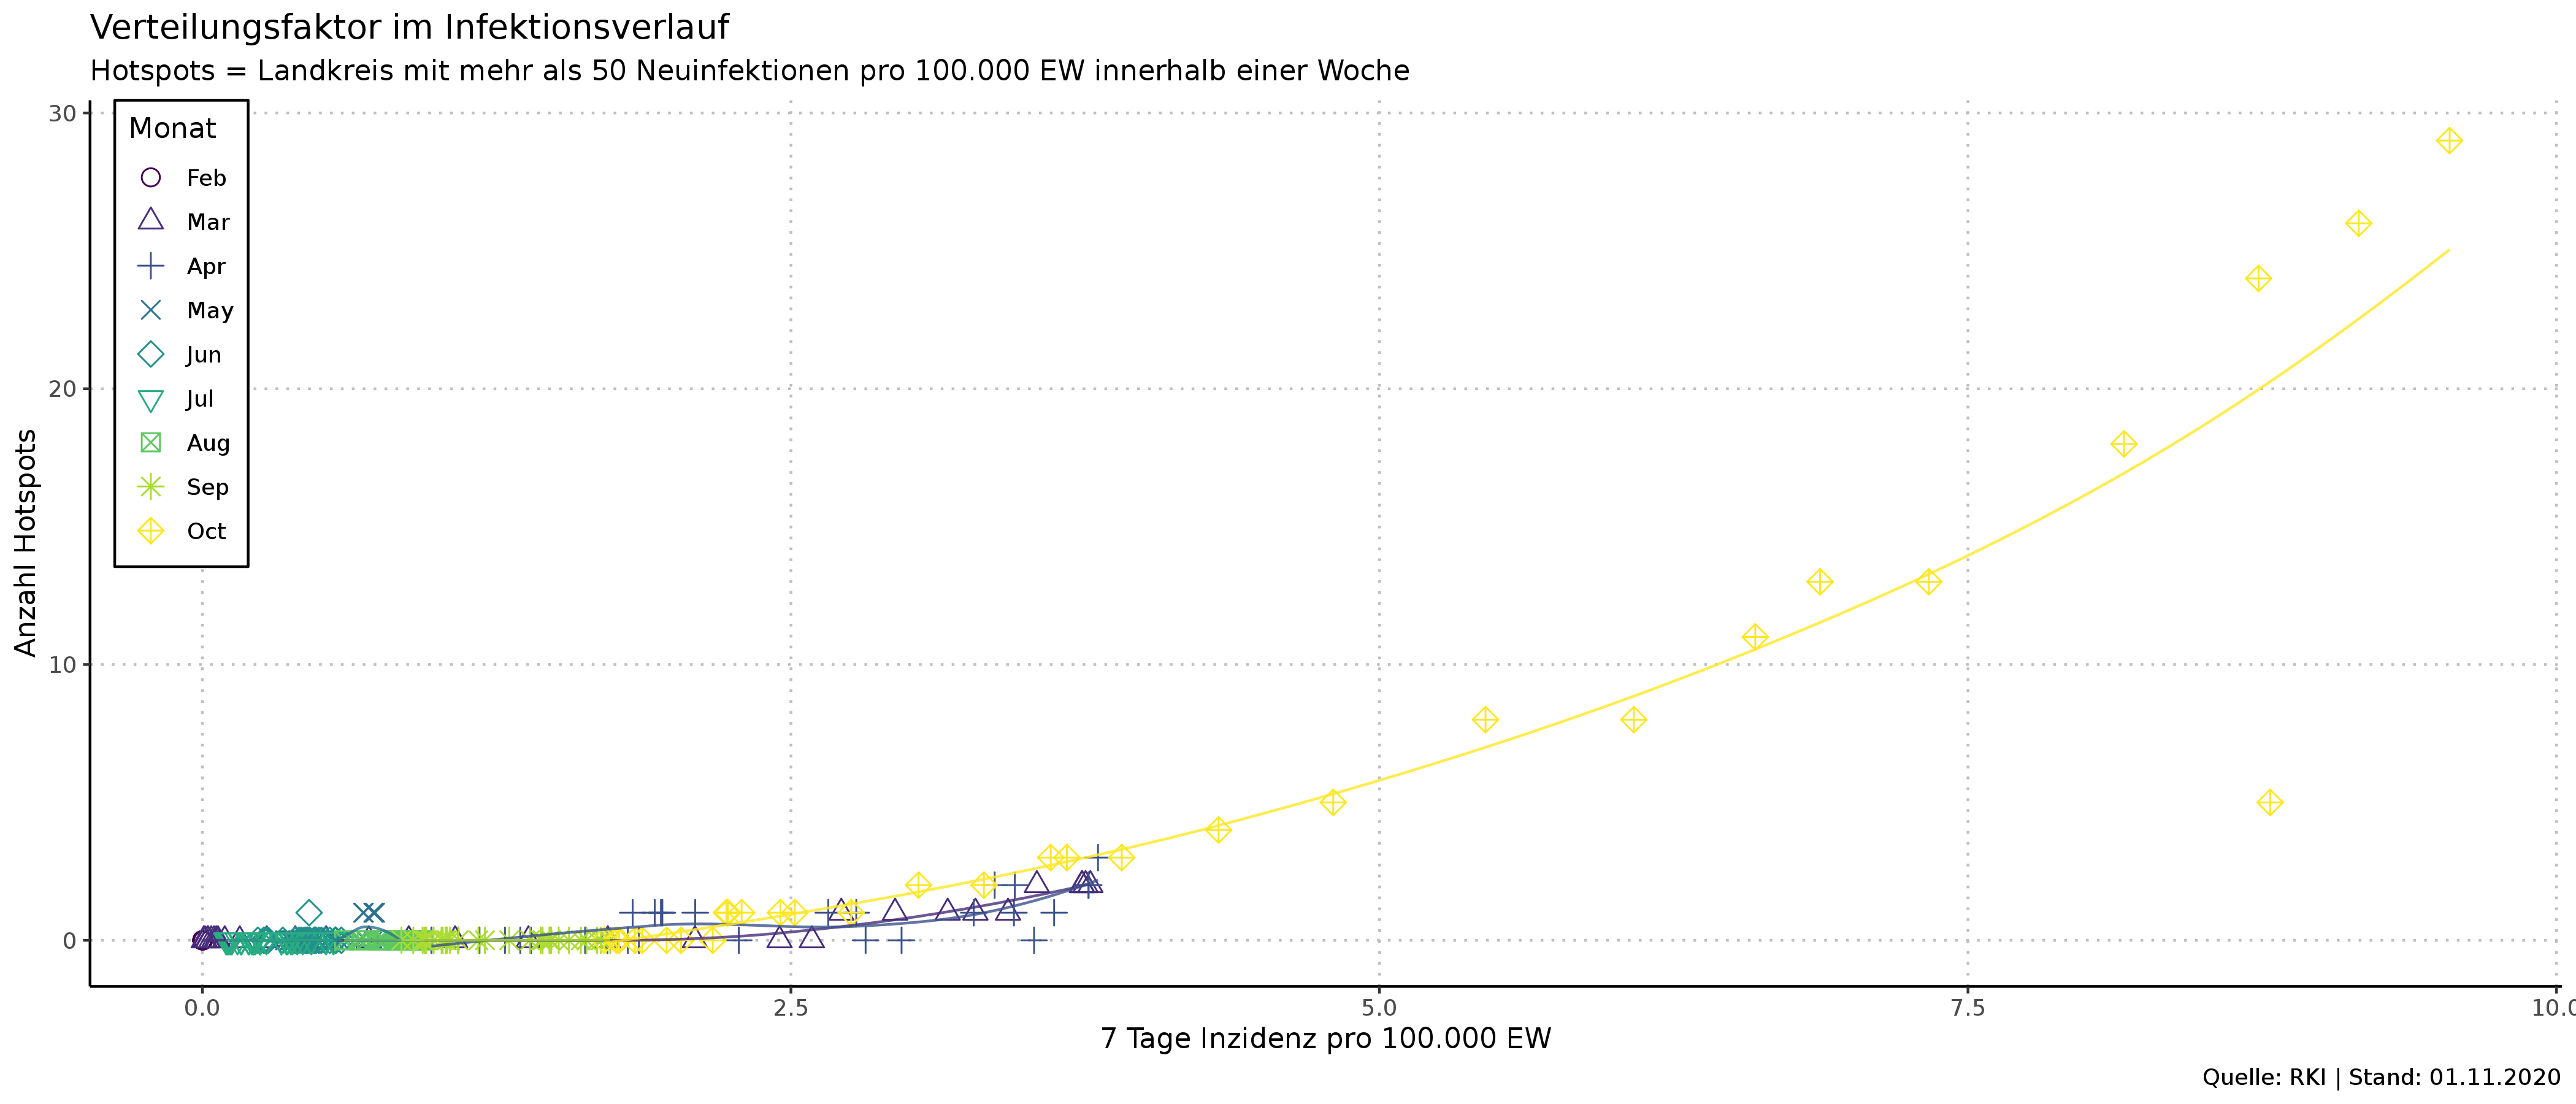 Verteilungsfaktor im Infektionsverlauf
Hotspots = Landkreis mit mehr als 50 Neuinfektionen pro 100.000 EW innerhalb einer Woche
Monat
Feb
Mar
Apr
May
Jun
Jul
Aug
Sep
Oct
Anzahl Hotspots
30
20
10
0
0.0 2.5 5.0 7.5 10.0
7 Tage Inzidenz pro 100.000 EW
Quelle: RKI | Stand: 01.11.2020